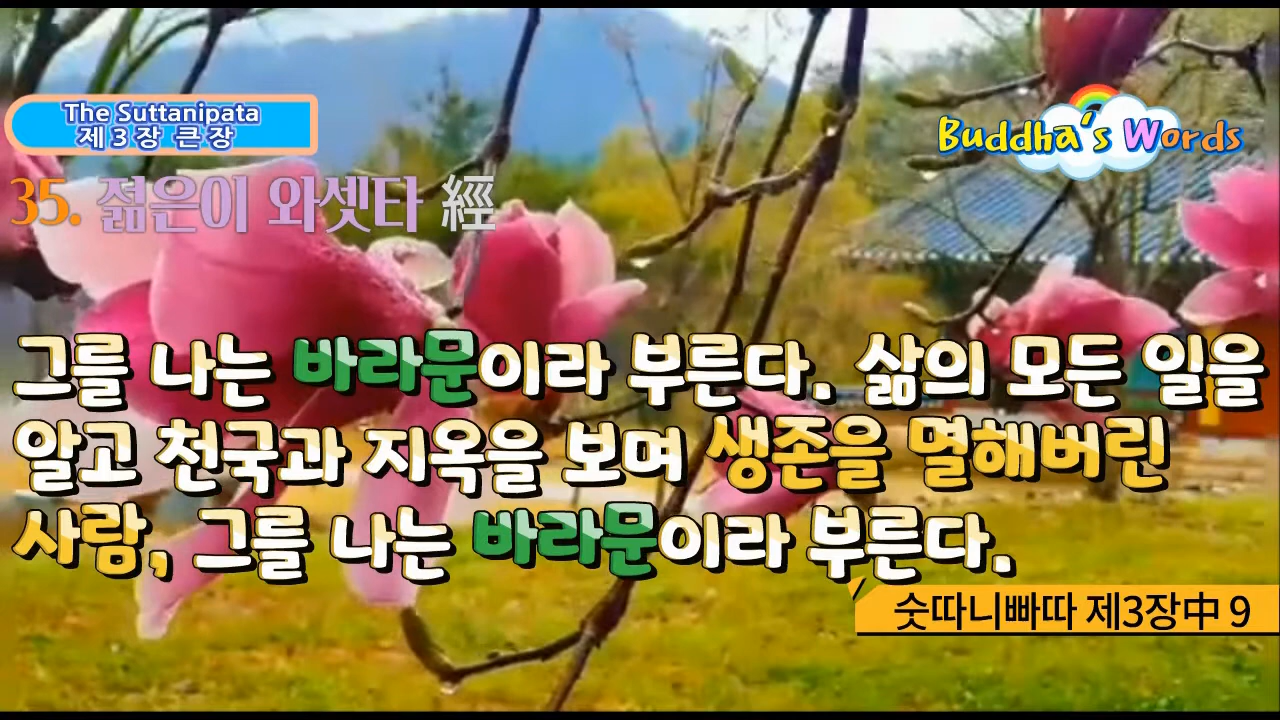 The Suttanipata
제 3 장 큰 장
Buddha's Words
35. 젊은이 와셋타 經
그를 나는 바라문이라 부른다. 삶의 모든 일을
알고 천국과 지옥을 보며 생존을 멸해버린
사람, 그를 나는 바라문이라 부른다.
숫따니빠따 제3장中 9